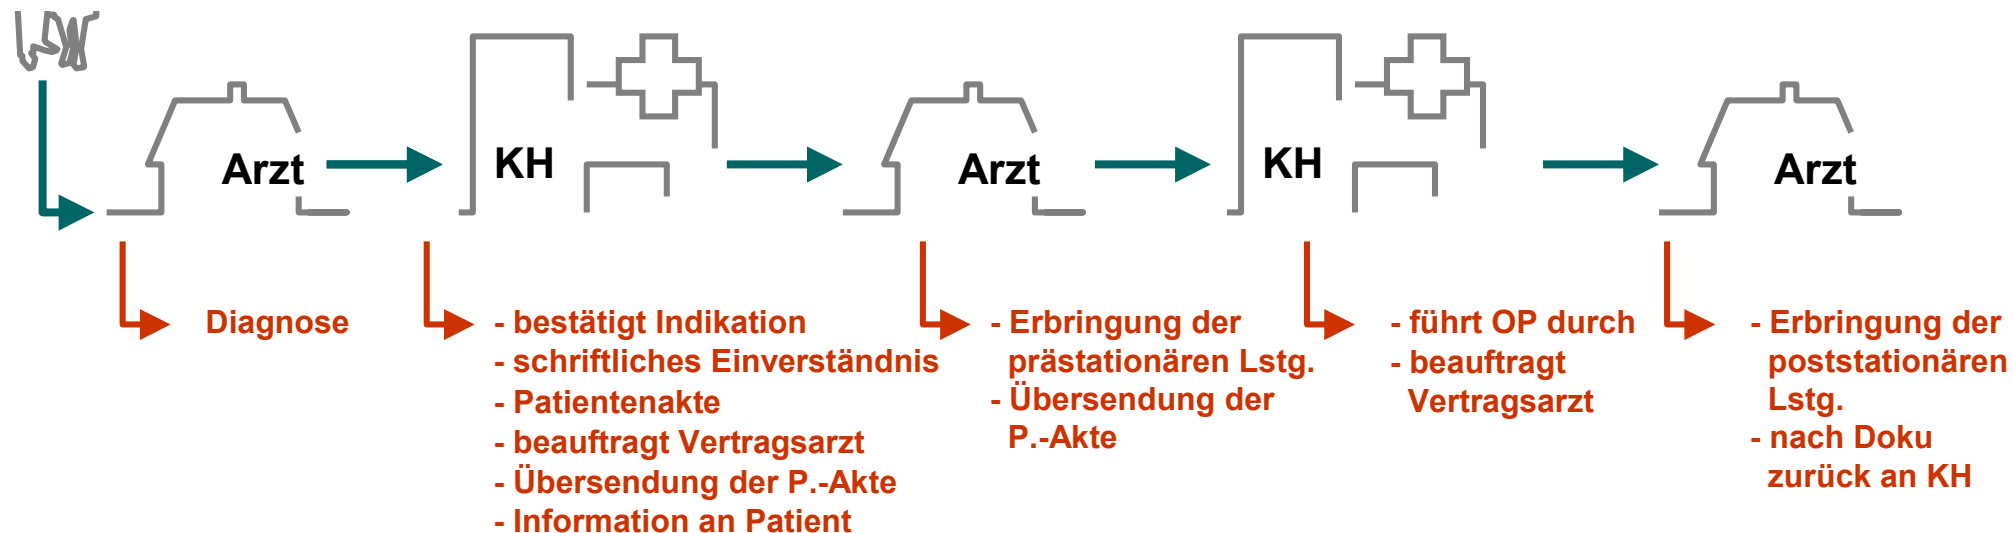 Arzt
KH
Arzt
KH
Arzt
Diagnose
- bestätigt Indikation
- schriftliches Einverständnis
- Patientenakte
- beauftragt Vertragsarzt
- Übersendung der P.-Akte
- Information an Patient
- Erbringung der
prästationären Lstg.
- Übersendung der
P.-Akte
- führt OP durch
- beauftragt
Vertragsarzt
- Erbringung der
poststationären
Lstg.
- nach Doku
zurück an KH